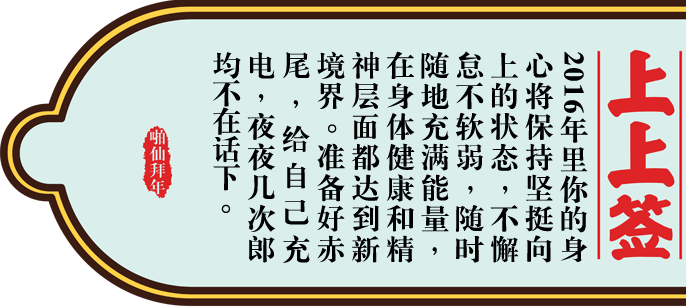 上上签
2016年里你的身
心将保持坚挺向
上的状态，不懈
怠不软弱，随时
随地充满能量，
在身体健康和精
神层面都达到新
境界。准备好赤
尾，给自己充
电，夜夜几次郎
均不在话下。
啪仙拜年